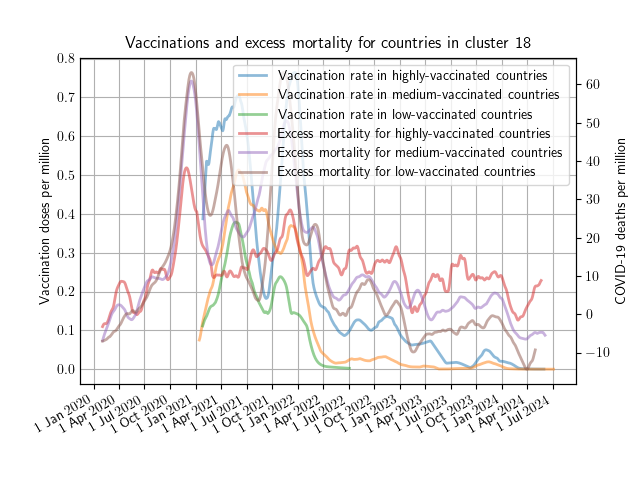 Vaccinations and excess mortality for countries in cluster 18
Vaccination rate in highly-vaccinated countries
Vaccination rate in medium-vaccinated countries
Vaccination rate in low-vaccinated countries
Excess mortality for highly-vaccinated countries
Excess mortality for medium-vaccinated countries
Excess mortality for low-vaccinated countries
Vaccination doses per million
0.8
0.7
0.6
0.5
0.4
0.3
0.2
0.1
0.0
COVID-19 deaths per million
60
50
40
30
20
10
0
−10
1 Jan 2020
1 Apr 2020
1 Jul 2020
1 Oct 2020
1 Jan 2021
1 Apr 2021
1 Jul 2021
1 Oct 2021
1 Jan 2022
1 Apr 2022
1 Jul 2022
1 Oct 2022
1 Jan 2023
1 Apr 2023
1 Jul 2023
1 Oct 2023
1 Jan 2024
1 Apr 2024
1 Jul 2024